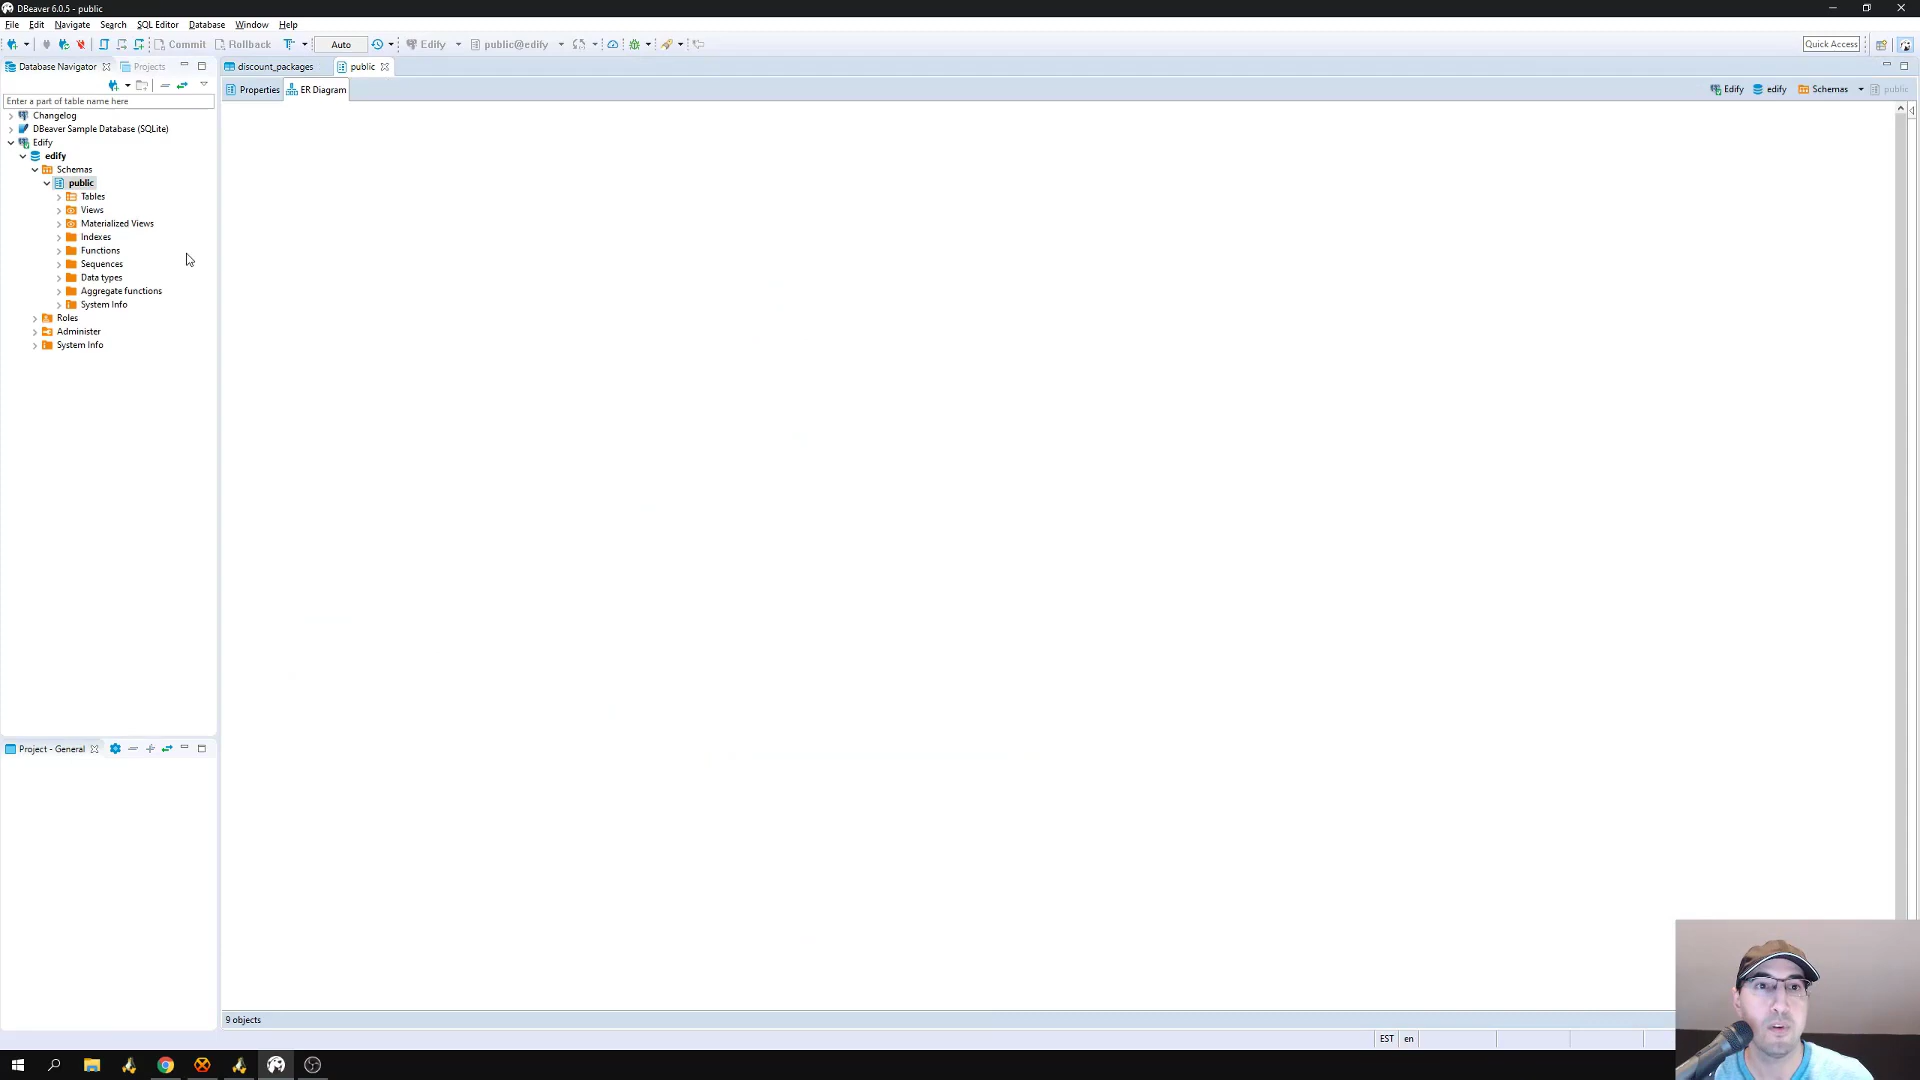 DBeaver 6.0.5 - public
File Edit Navigate Search SQL Editor Database Window Help
Commit Rollback Auto Edify public@edify Quick Access
Database Navigator Projects
discount_packages public
Properties ER Diagram
Edify edify Schemas public
Enter a part of table name here
Changelog
DBeaver Sample Database (SQLite)
Edify
edify
Schemas
public
Tables
Views
Materialized Views
Indexes
Functions
Sequences
Data types
Aggregate functions
System Info
Roles
Administer
System Info
Project - General
9 objects
EST en